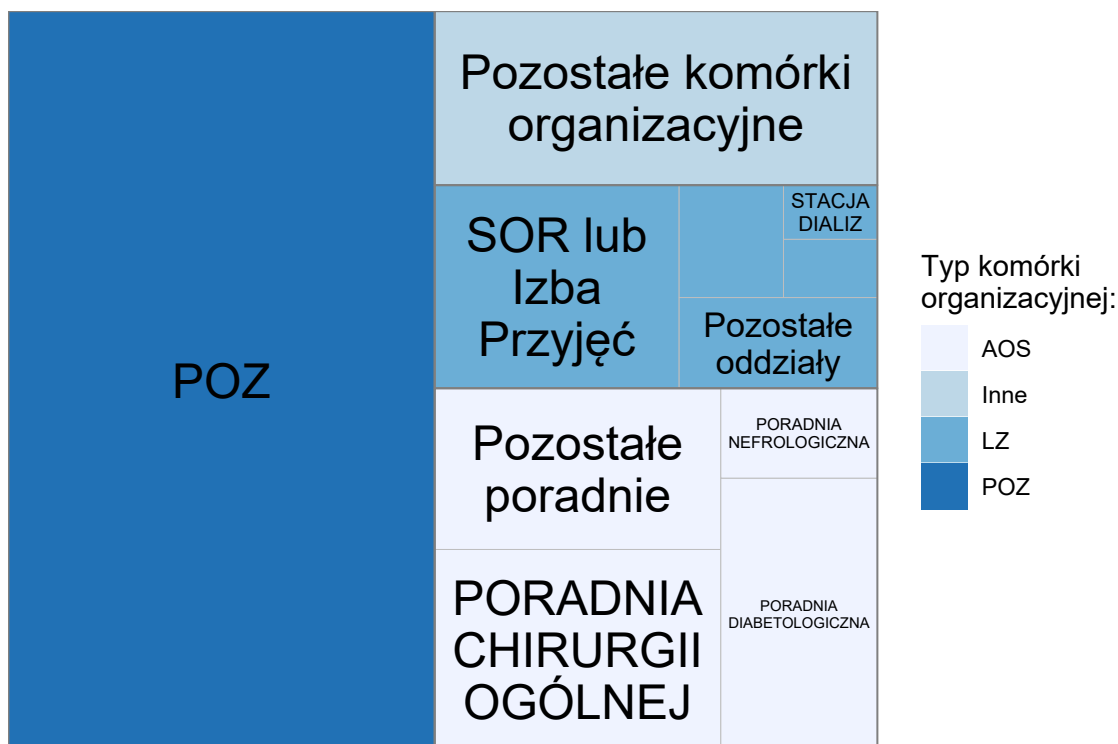 POZ
Pozostałe komórki
organizacyjne
SOR lub
Izba
Przyjęć
STACJA
DIALIZ
Pozostałe
oddziały
Pozostałe
poradnie
PORADNIA
NEFROLOGICZNA
PORADNIA
CHIRURGII
OGÓLNEJ
PORADNIA
DIABETOLOGICZNA
Typ komórki
organizacyjnej:
AOS
Inne
LZ
POZ